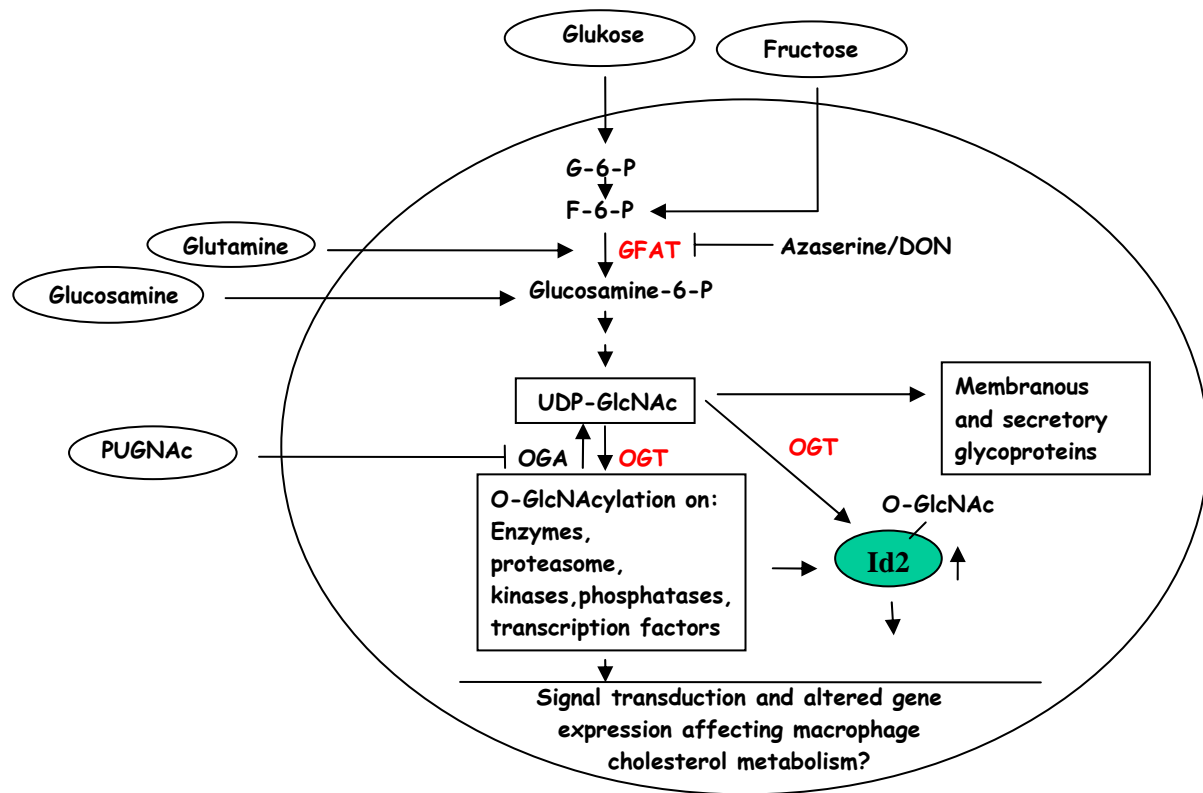 Glukose
Fructose
G-6-P
F-6-P
Glutamine
GFAT
Azaserine/DON
Glucosamine
Glucosamine-6-P
UDP-GlcNAc
Membranous
and secretory
glycoproteins
PUGNAc
OGA
OGT
OGT
O-GlcNAcylation on:
Enzymes,
proteasome,
kinases,phosphatases,
transcription factors
O-GlcNAc
Id2
Signal transduction and altered gene
expression affecting macrophage
cholesterol metabolism?